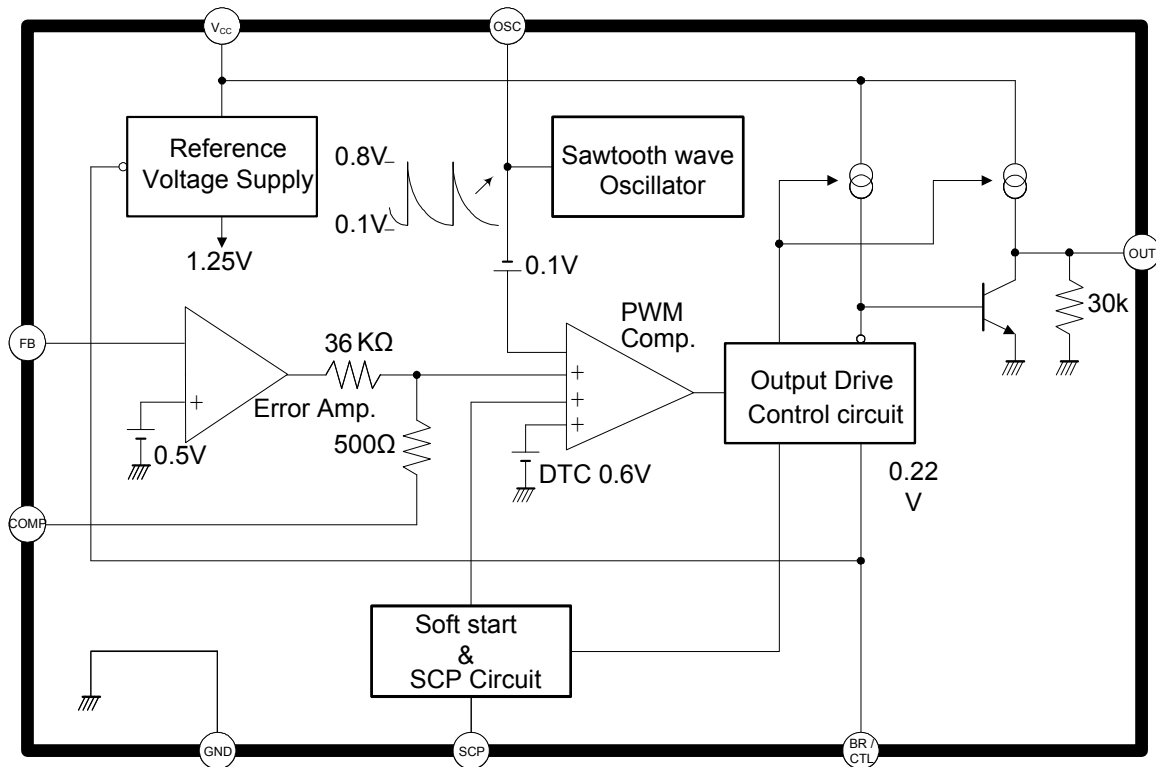 VCC
OSC
Reference
Voltage Supply
0.8V
0.1V
Sawtooth wave
Oscillator
1.25V
0.1V
OUT
30k
FB
36 KΩ
PWM
Comp.
+
Error Amp.
+
+
+
Output Drive
Control circuit
0.5V
500Ω
DTC 0.6V
0.22
V
COMP
Soft start
&
SCP Circuit
GND
SCP
BR /
CTL